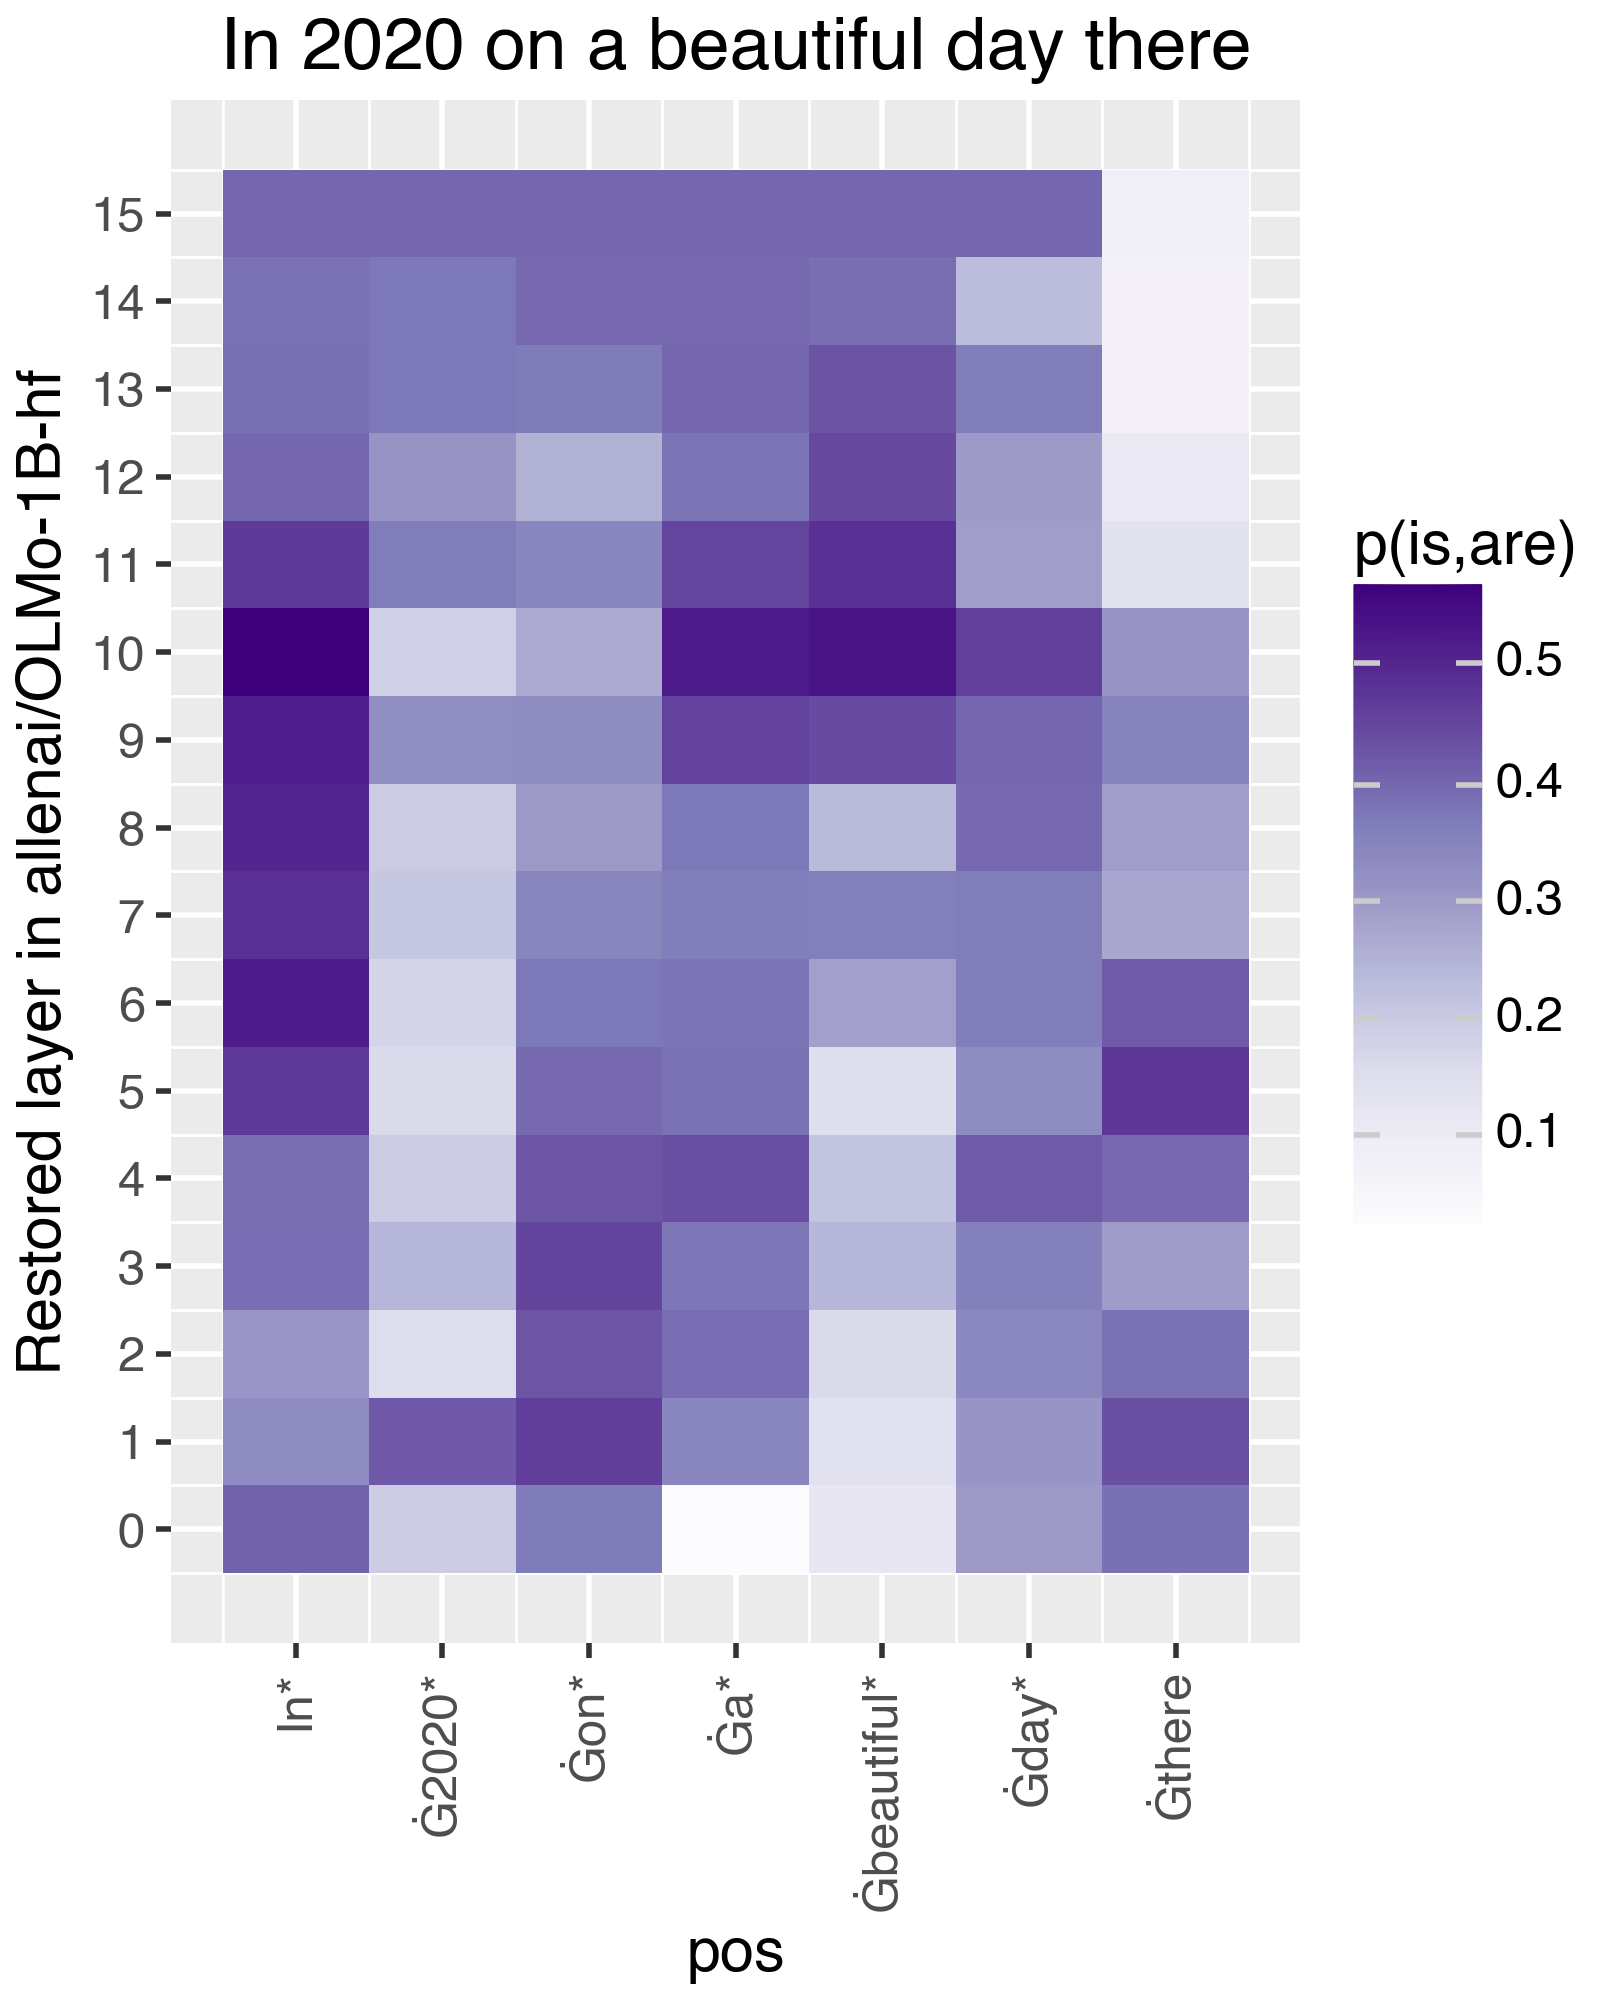 In 2020 on a beautiful day there
Restored layer in allenai/OLMo-1B-hf
15
14
13
12
11
10
9
8
7
6
5
4
3
2
1
0
In*
Ġ2020*
Ġon*
Ġa*
Ġbeautiful*
Ġday*
Ġthere
pos
p(is,are)
0.5
0.4
0.3
0.2
0.1